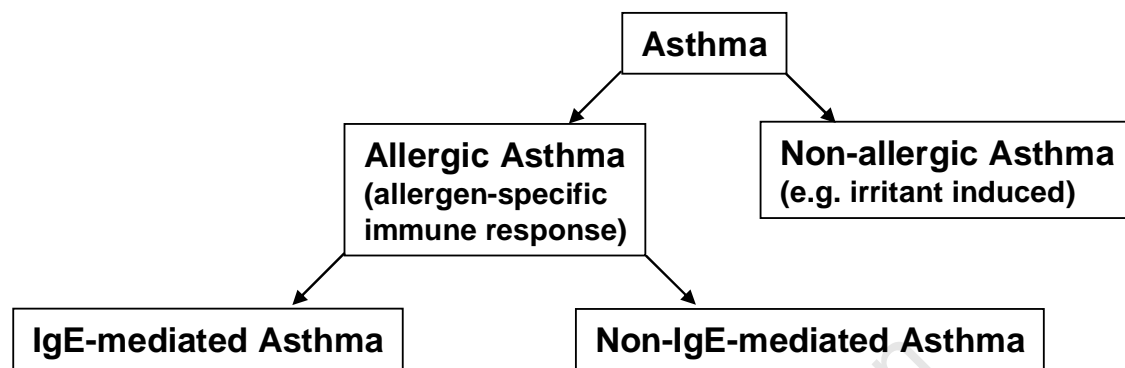 Asthma
Allergic Asthma
(allergen-specific
immune response)
Non-allergic Asthma
(e.g. irritant induced)
IgE-mediated Asthma
Non-IgE-mediated Asthma